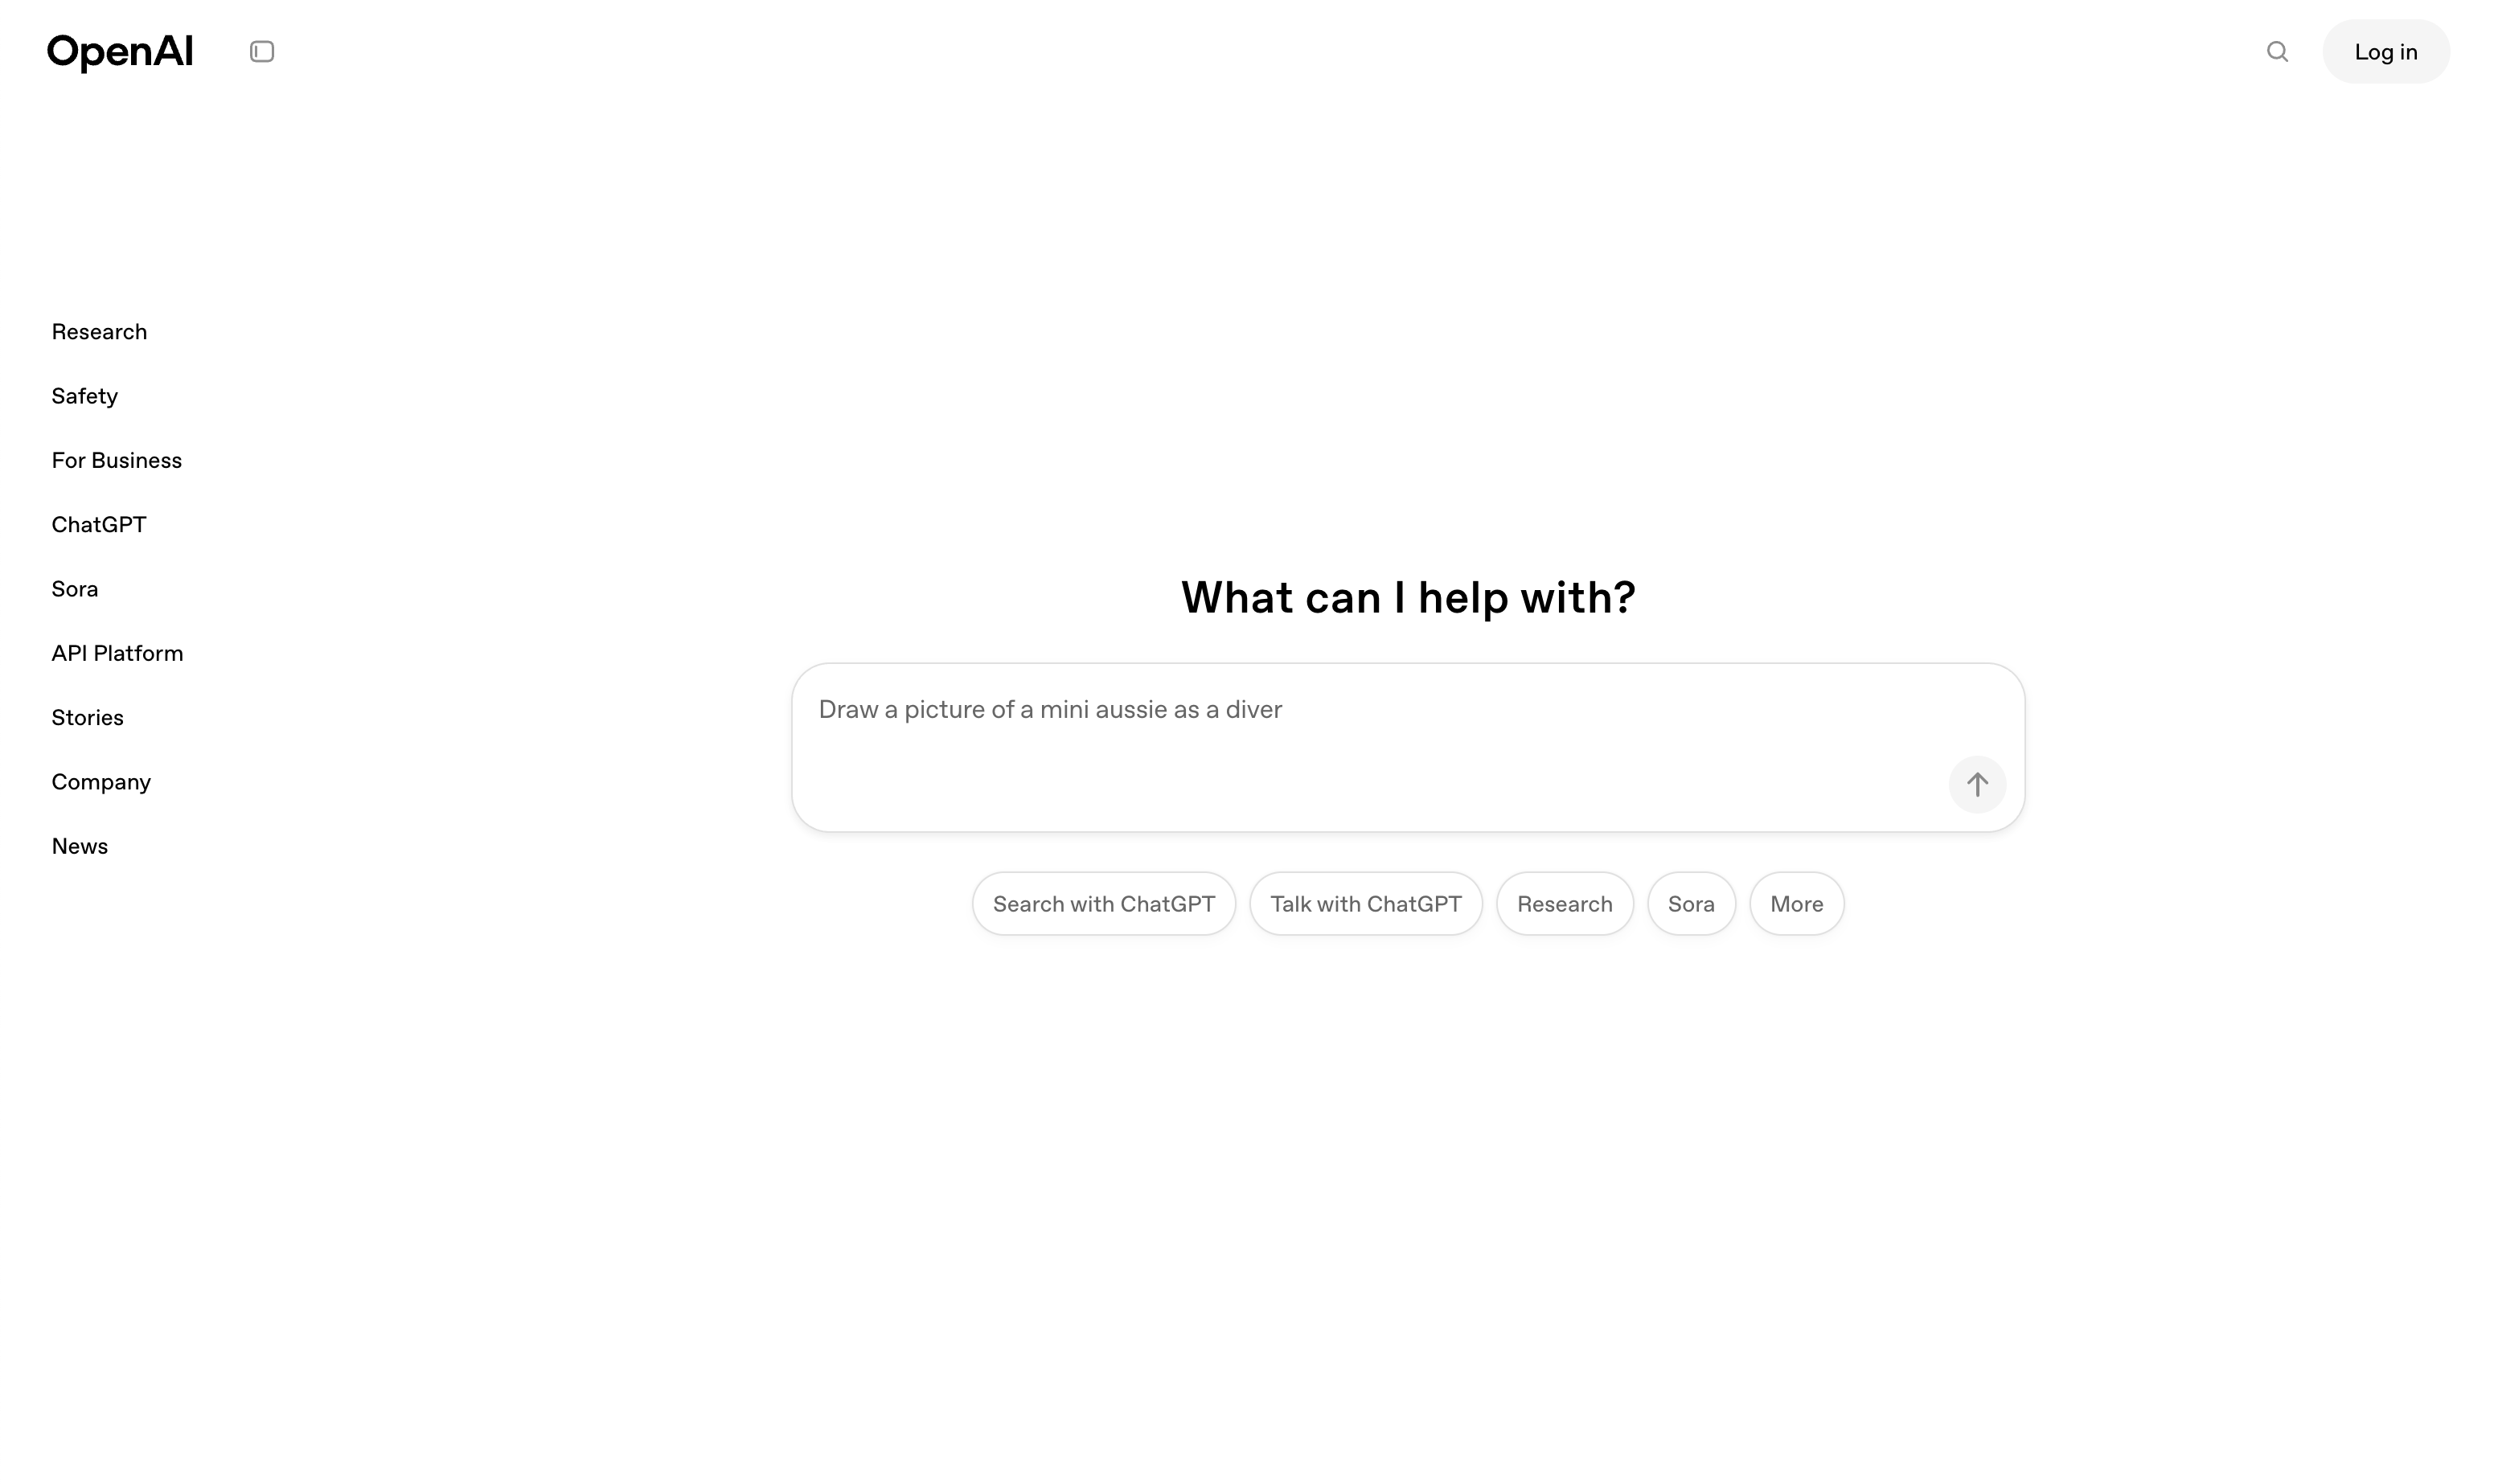 OpenAI
Log in
Research
Safety
For Business
ChatGPT
Sora
API Platform
Stories
Company
News
What can I help with?
Draw a picture of a mini aussie as a diver
Search with ChatGPT
Talk with ChatGPT
Research
Sora
More